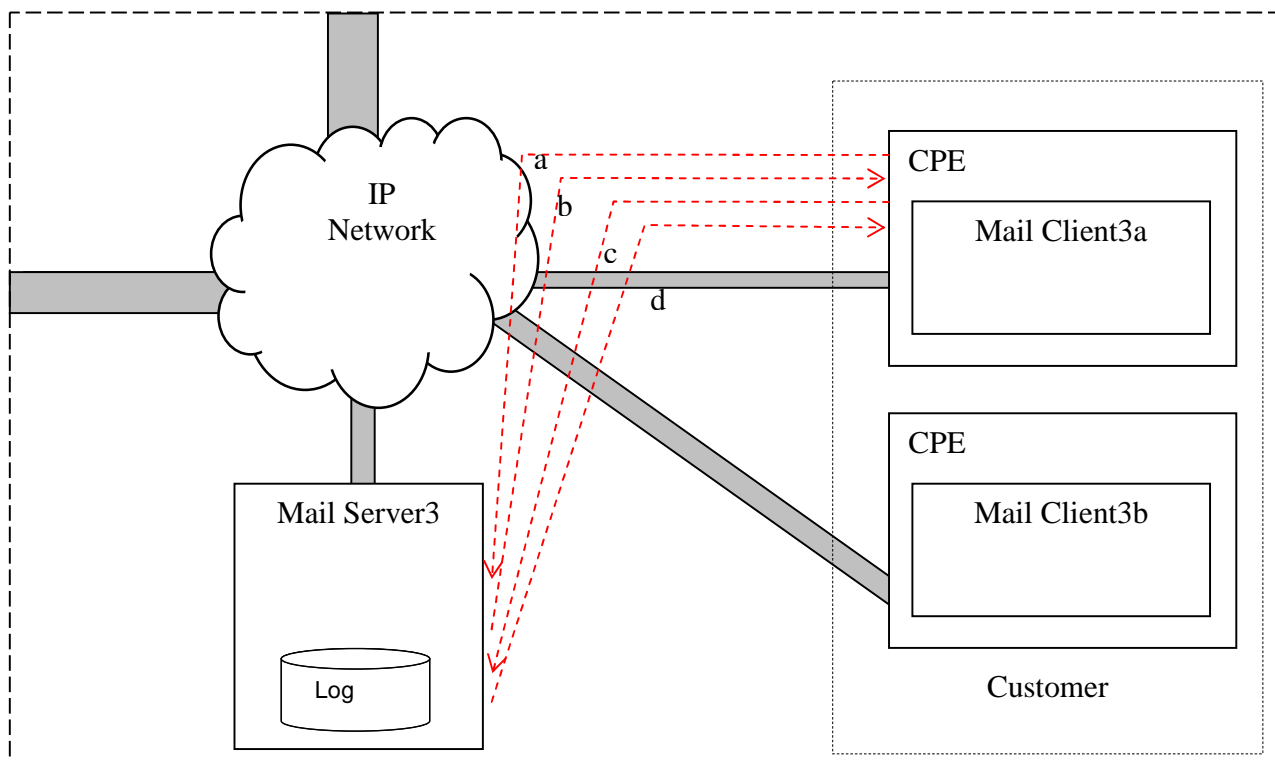 IP
Network
a
b
c
d
CPE
Mail Client3a
CPE
Mail Client3b
Customer
Mail Server3
Log